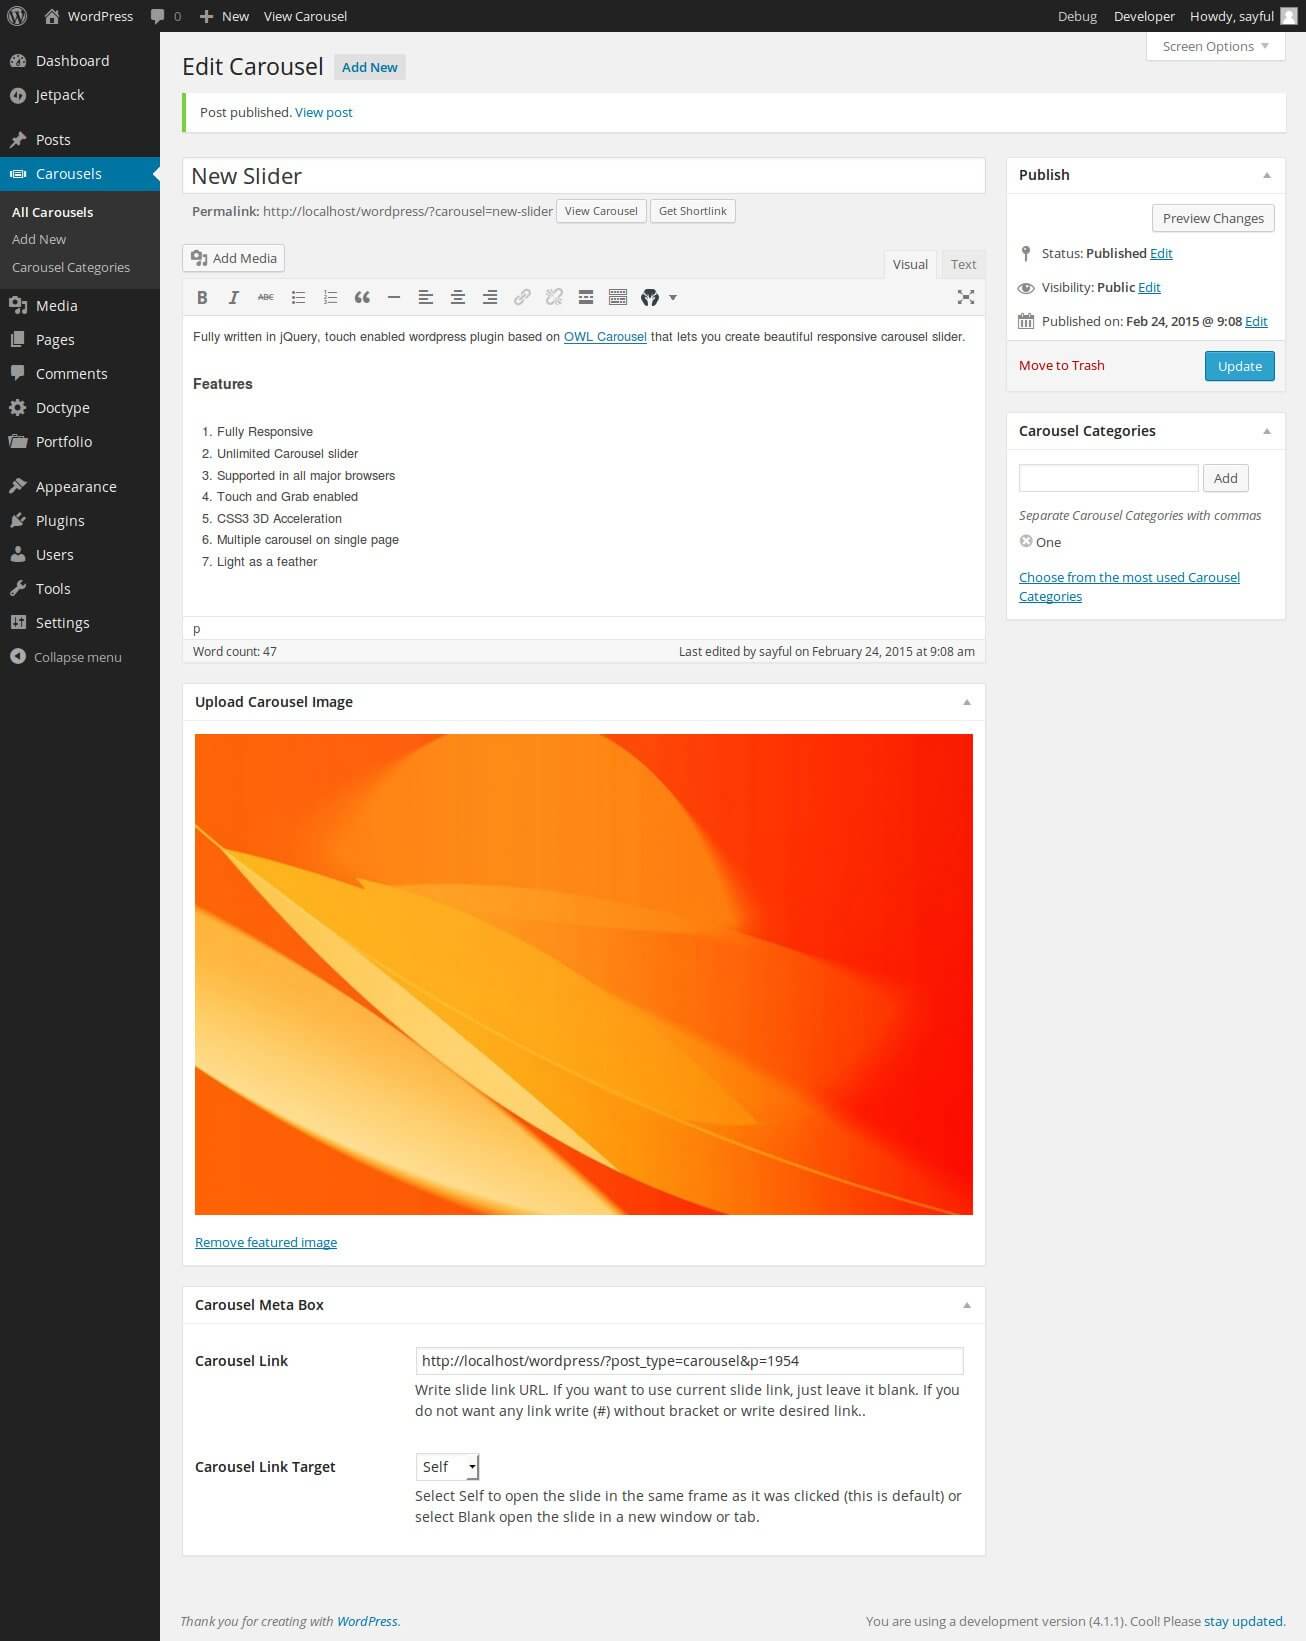 WordPress 0 New View Carousel Debug Developer Howdy, sayful
Screen Options
Dashboard
Jetpack
Posts
Carousels
All Carousels
Add New
Carousel Categories
Media
Pages
Comments
Doctype
Portfolio
Appearance
Plugins
Users
Tools
Settings
Collapse menu
Edit Carousel Add New
Post published. View post
New Slider
Permalink: http://localhost/wordpress/?carousel=new-slider View Carousel Get Shortlink
Add Media
Visual Text
B I ABC
Fully written in jQuery, touch enabled wordpress plugin based on OWL Carousel that lets you create beautiful responsive carousel slider.
Features
1. Fully Responsive
2. Unlimited Carousel slider
3. Supported in all major browsers
4. Touch and Grab enabled
5. CSS3 3D Acceleration
6. Multiple carousel on single page
7. Light as a feather
p
Word count: 47 Last edited by sayful on February 24, 2015 at 9:08 am
Upload Carousel Image
Remove featured image
Carousel Meta Box
Carousel Link http://localhost/wordpress/?post_type=carousel&p=1954
Write slide link URL. If you want to use current slide link, just leave it blank. If you
do not want any link write (#) without bracket or write desired link..
Carousel Link Target Self
Select Self to open the slide in the same frame as it was clicked (this is default) or
select Blank open the slide in a new window or tab.
Publish
Preview Changes
Status: Published Edit
Visibility: Public Edit
Published on: Feb 24, 2015 @ 9:08 Edit
Move to Trash Update
Carousel Categories
Add
Separate Carousel Categories with commas
One
Choose from the most used Carousel
Categories
Thank you for creating with WordPress. You are using a development version (4.1.1). Cool! Please stay updated.